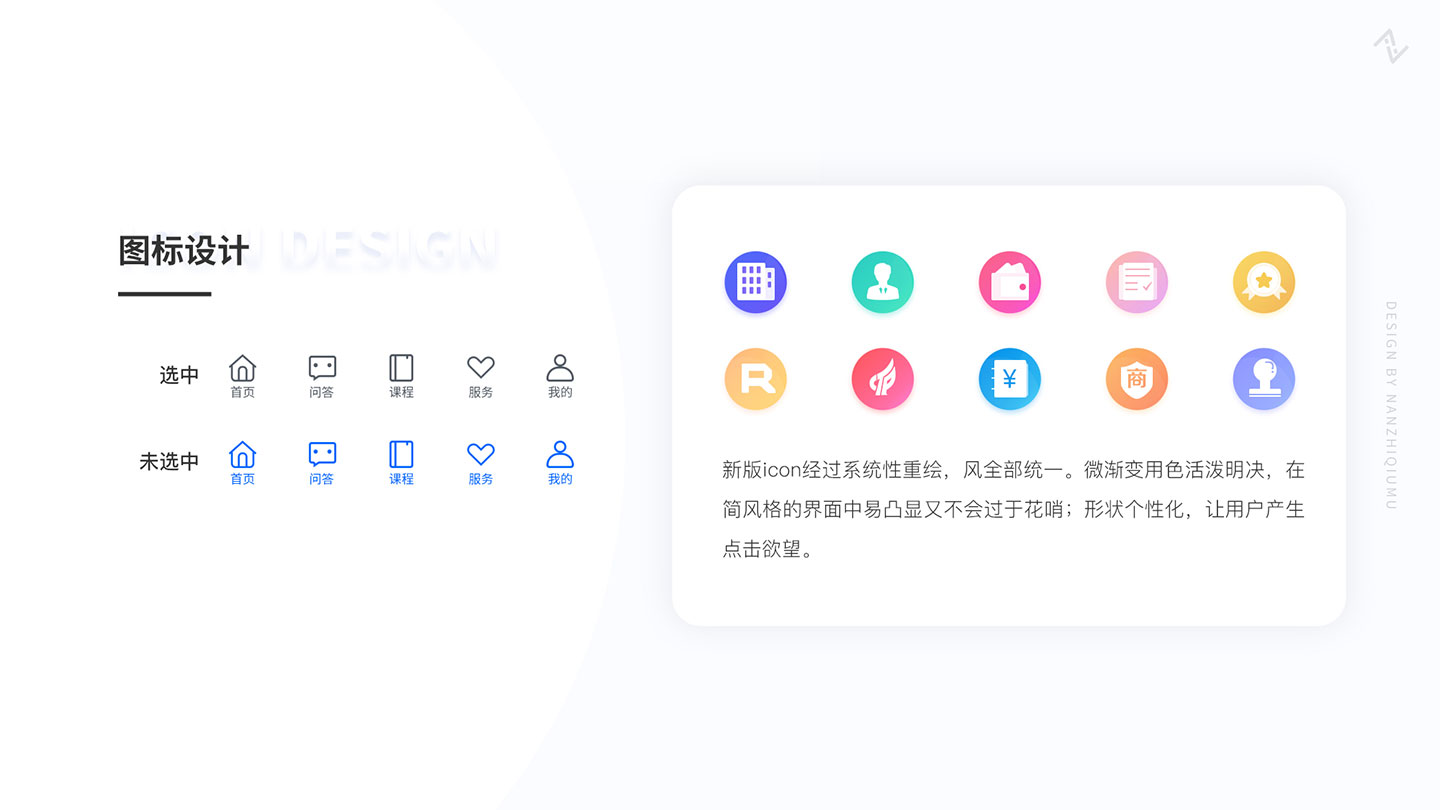 图标设计
ICON DESIGN
选中
首页 问答 课程 服务 我的
未选中
首页 问答 课程 服务 我的
R
¥
商
新版icon经过系统性重绘，风全部统一。微渐变用色活泼明决，在
简风格的界面中易凸显又不会过于花哨；形状个性化，让用户产生
点击欲望。
DESIGN BY NANZHIQIUMU